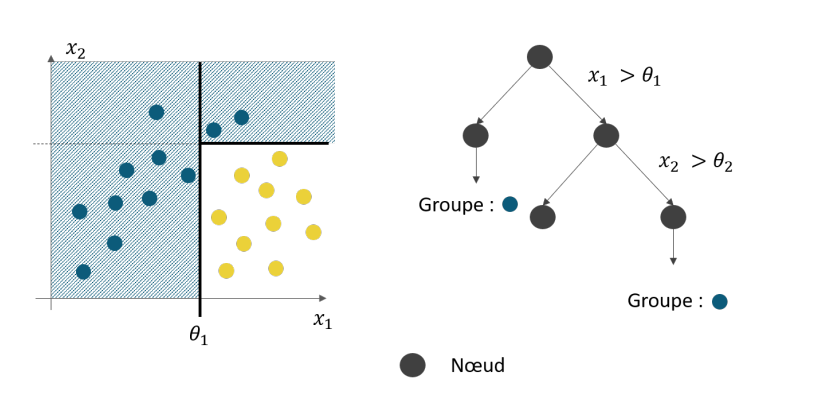 x₂
x₁
θ₁
x₁ > θ₁
x₂ > θ₂
Groupe :
Groupe :
Nœud